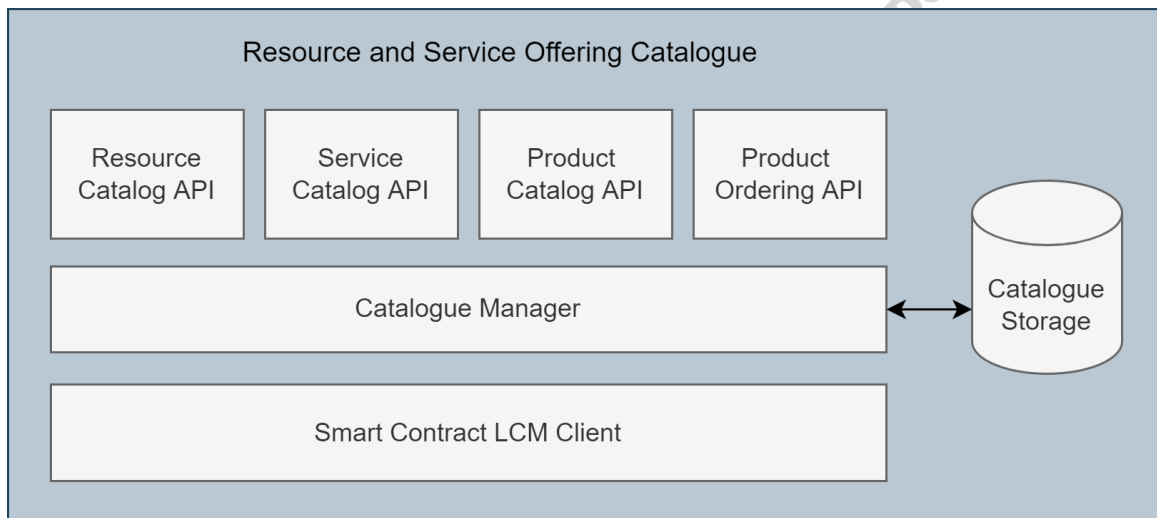 Resource and Service Offering Catalogue
Resource
Catalog API
Service
Catalog API
Product
Catalog API
Product
Ordering API
Catalogue Manager
Catalogue
Storage
Smart Contract LCM Client